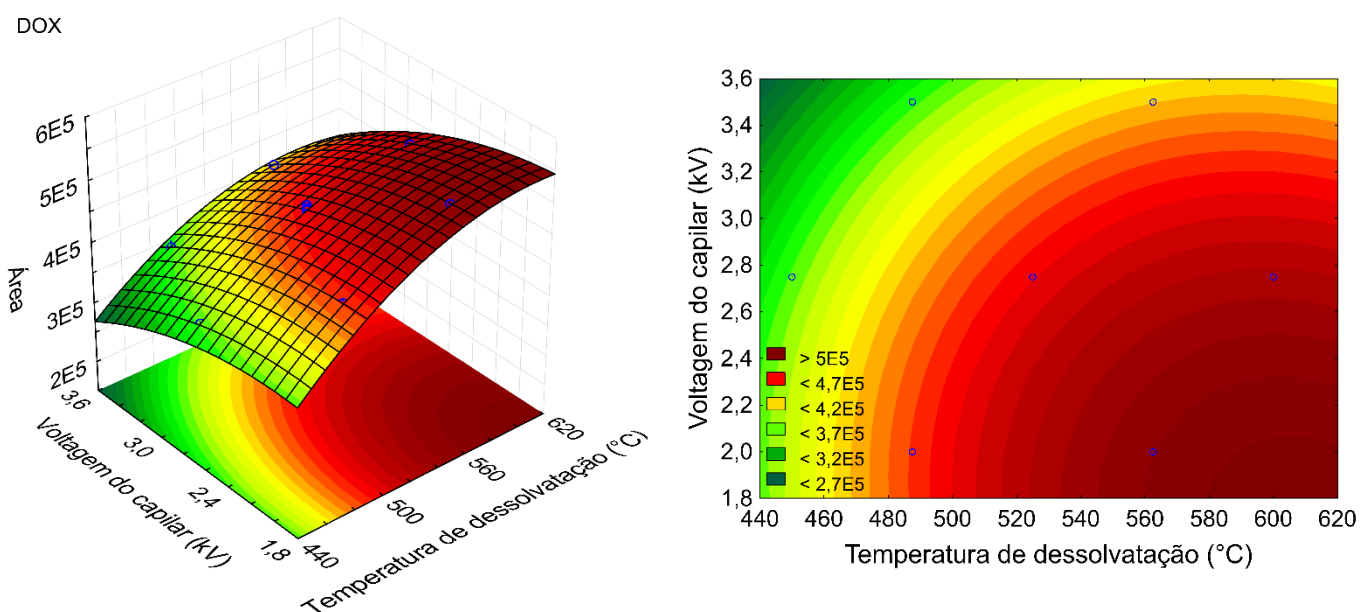 DOX
6E5
5E5
4E5
3E5
2E5
Área
3,6
3,0
2,4
1,8
Voltagem do capilar (kV)
440
500
560
620
Temperatura de dessolvatação (°C)
3,6
3,4
3,2
3,0
2,8
2,6
2,4
2,2
2,0
1,8
Voltagem do capilar (kV)
> 5E5
< 4,7E5
< 4,2E5
< 3,7E5
< 3,2E5
< 2,7E5
440 460 480 500 520 540 560 580 600 620
Temperatura de dessolvatação (°C)